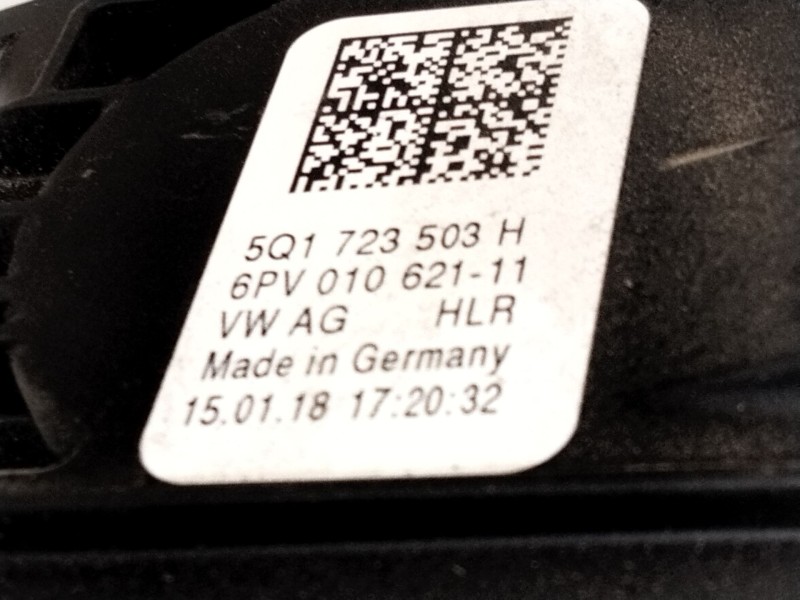 5Q1 723 503 H
6PV 010 621-11
VW AG HLR
Made in Germany
15.01.18 17:20:32